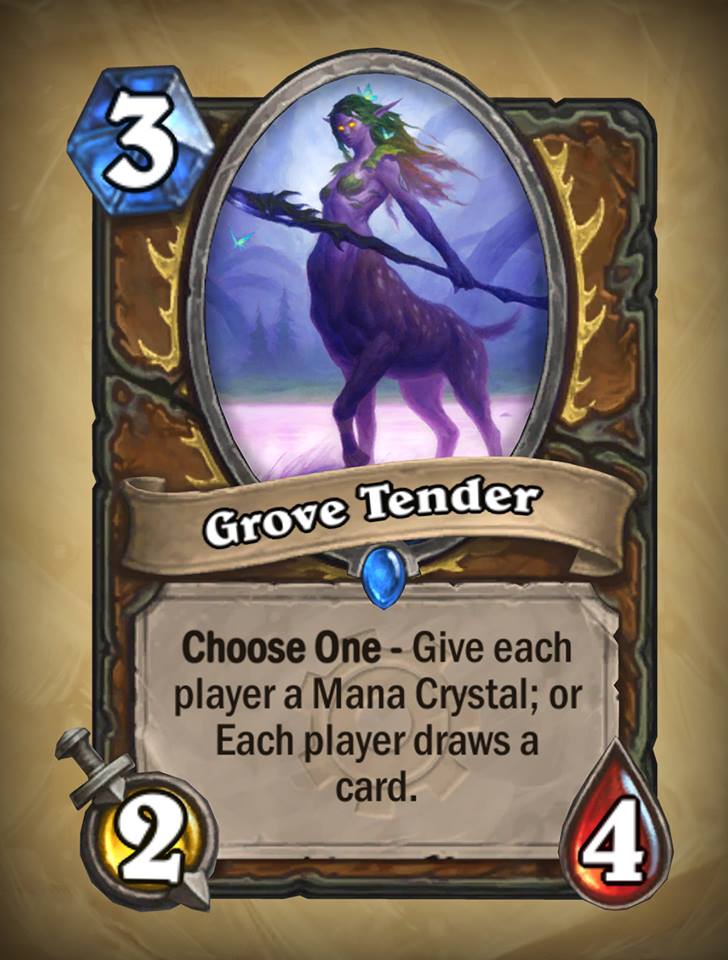 3
Grove Tender
Choose One - Give each
player a Mana Crystal; or
Each player draws a
card.
2
4